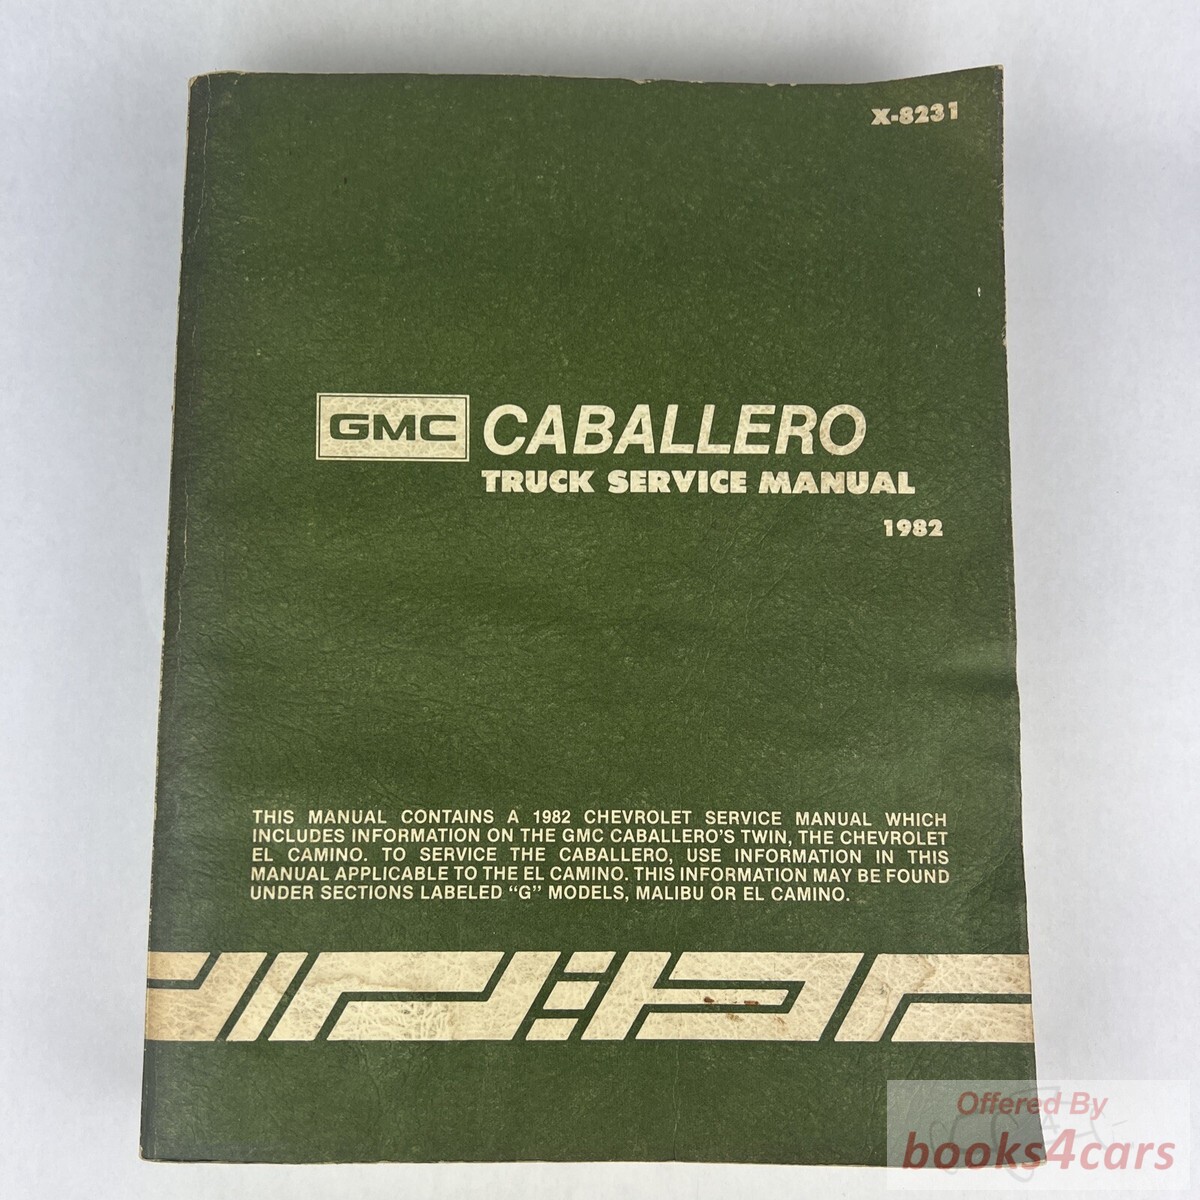 X-8231
GMC CABALLERO
TRUCK SERVICE MANUAL
1982
THIS MANUAL CONTAINS A 1982 CHEVROLET SERVICE MANUAL WHICH
INCLUDES INFORMATION ON THE GMC CABALLERO'S TWIN, THE CHEVROLET
EL CAMINO. TO SERVICE THE CABALLERO, USE INFORMATION IN THIS
MANUAL APPLICABLE TO THE EL CAMINO. THIS INFORMATION MAY BE FOUND
UNDER SECTIONS LABELED "G" MODELS, MALIBU OR EL CAMINO.
Offered By
books4cars